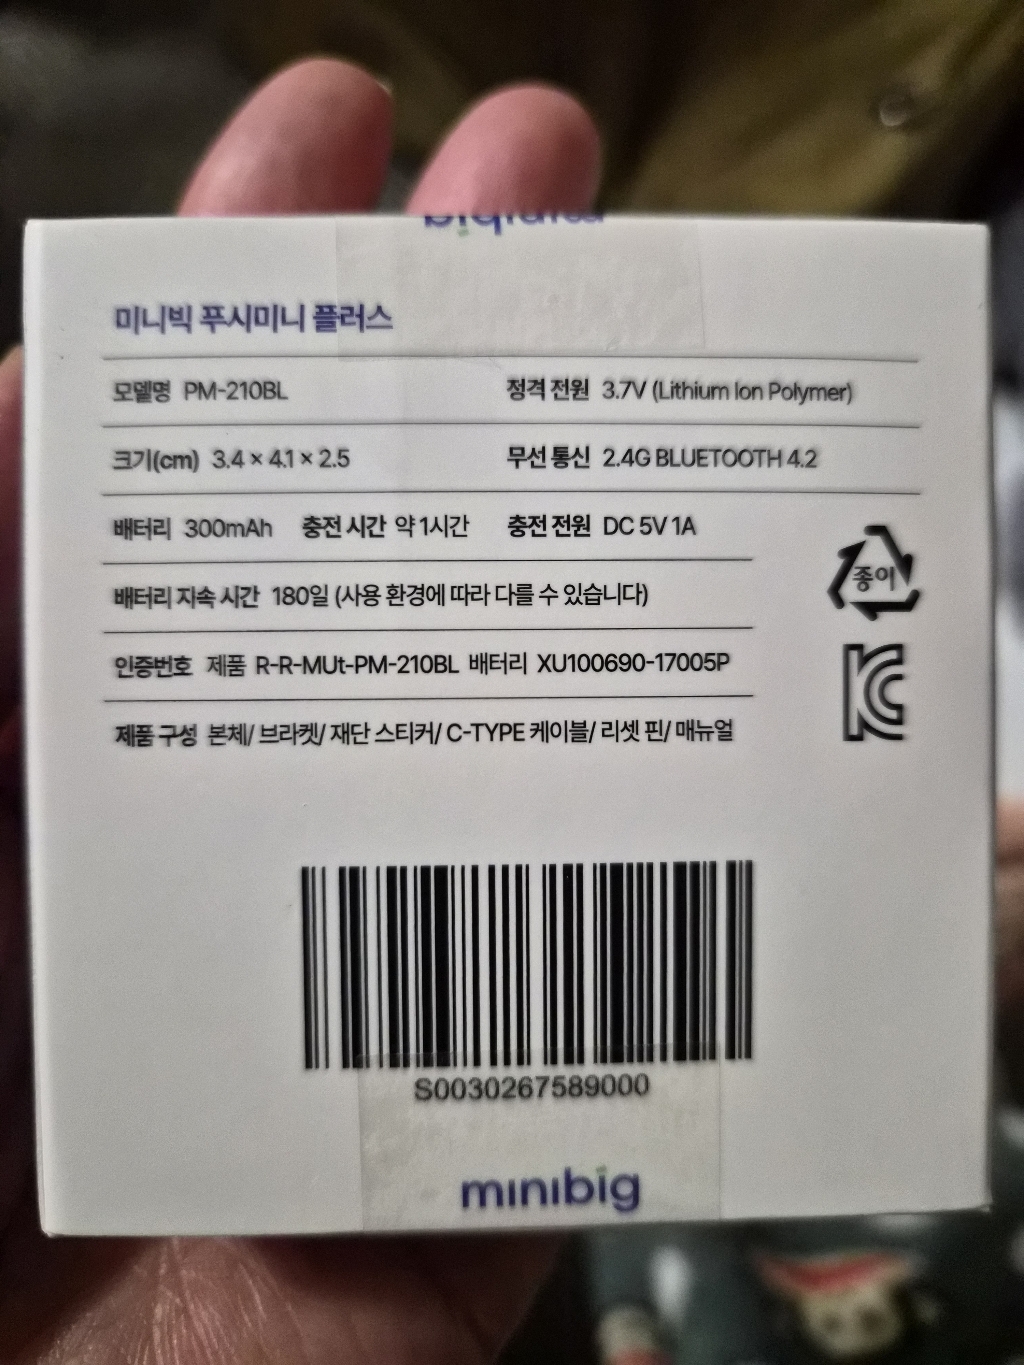 minibig
미니빅 푸시미니 플러스
모델명 PM-210BL 정격 전원 3.7V (Lithium Ion Polymer)
크기(cm) 3.4 × 4.1 × 2.5 무선 통신 2.4G BLUETOOTH 4.2
배터리 300mAh 충전 시간 약 1시간 충전 전원 DC 5V 1A
배터리 지속 시간 180일 (사용 환경에 따라 다를 수 있습니다)
인증번호 제품 R-R-MUt-PM-210BL 배터리 XU100690-17005P
제품 구성 본체/ 브라켓/ 재단 스티커/ C-TYPE 케이블/ 리셋 핀/ 매뉴얼
종이
S0030267589000
minibig